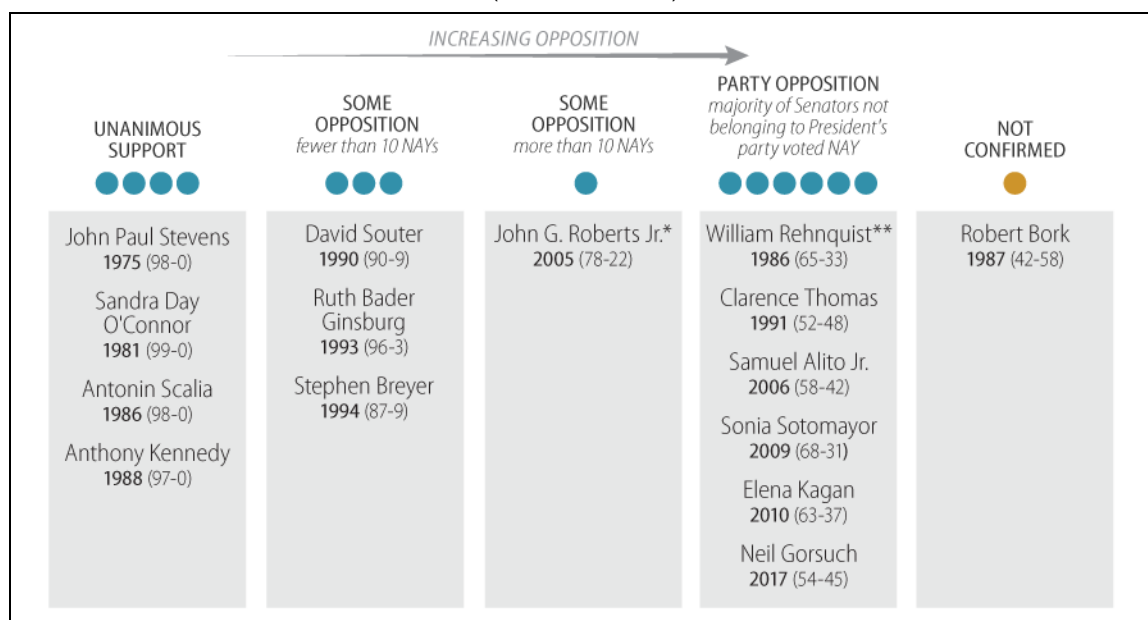 INCREASING OPPOSITION
UNANIMOUS
SUPPORT
SOME
OPPOSITION
fewer than 10 NAYs
SOME
OPPOSITION
more than 10 NAYs
PARTY OPPOSITION
majority of Senators not
belonging to President's
party voted NAY
NOT
CONFIRMED
John Paul Stevens
1975 (98-0)
Sandra Day
O'Connor
1981 (99-0)
Antonin Scalia
1986 (98-0)
Anthony Kennedy
1988 (97-0)
David Souter
1990 (90-9)
Ruth Bader
Ginsburg
1993 (96-3)
Stephen Breyer
1994 (87-9)
John G. Roberts Jr.*
2005 (78-22)
William Rehnquist**
1986 (65-33)
Clarence Thomas
1991 (52-48)
Samuel Alito Jr.
2006 (58-42)
Sonia Sotomayor
2009 (68-31)
Elena Kagan
2010 (63-37)
Neil Gorsuch
2017 (54-45)
Robert Bork
1987 (42-58)